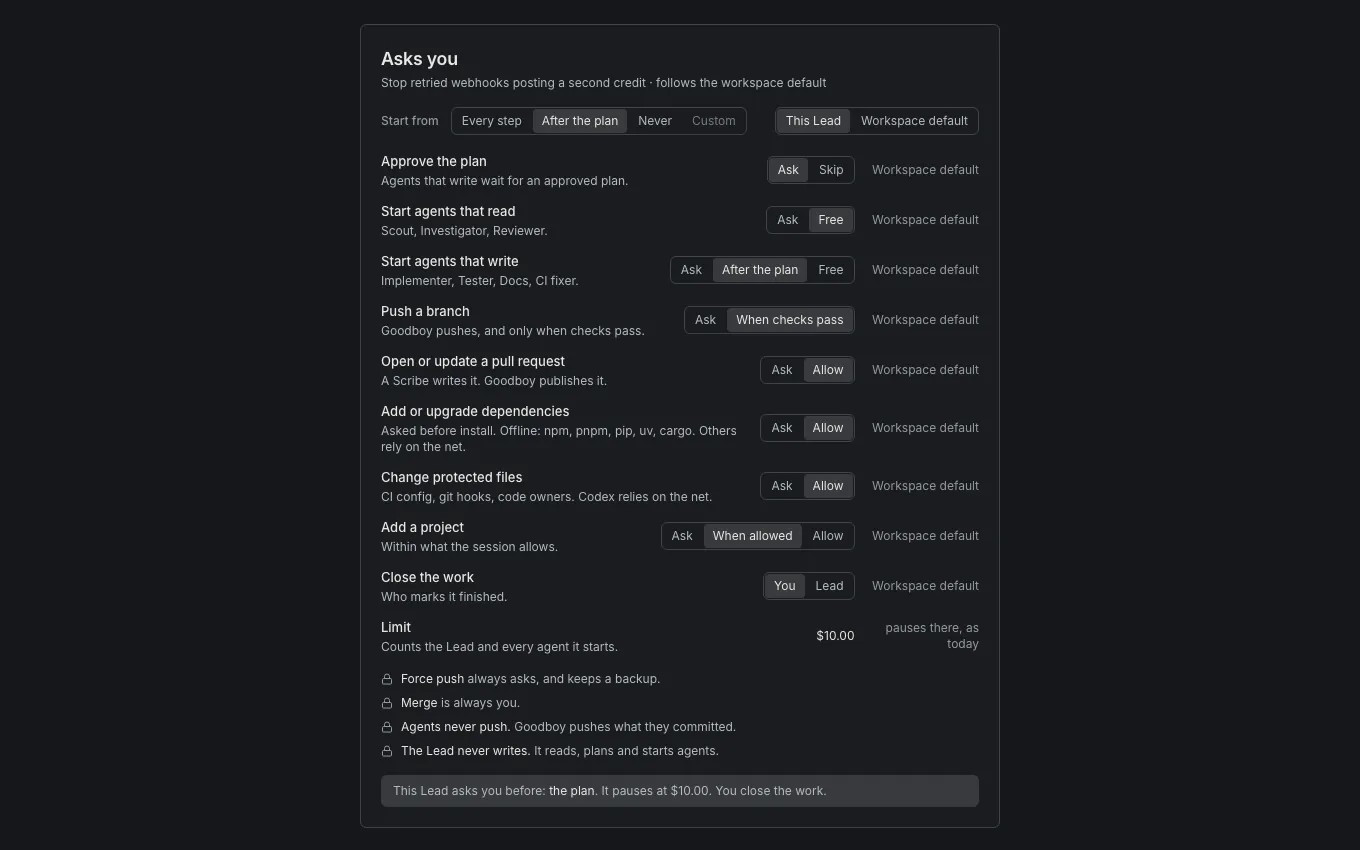 Asks you
Stop retried webhooks posting a second credit · follows the workspace default
Start from Every step After the plan Never Custom This Lead Workspace default
Approve the plan
Agents that write wait for an approved plan.
Ask Skip Workspace default
Start agents that read
Scout, Investigator, Reviewer.
Ask Free Workspace default
Start agents that write
Implementer, Tester, Docs, CI fixer.
Ask After the plan Free Workspace default
Push a branch
Goodboy pushes, and only when checks pass.
Ask When checks pass Workspace default
Open or update a pull request
A Scribe writes it. Goodboy publishes it.
Ask Allow Workspace default
Add or upgrade dependencies
Asked before install. Offline: npm, pnpm, pip, uv, cargo. Others
rely on the net.
Ask Allow Workspace default
Change protected files
CI config, git hooks, code owners. Codex relies on the net.
Ask Allow Workspace default
Add a project
Within what the session allows.
Ask When allowed Allow Workspace default
Close the work
Who marks it finished.
You Lead Workspace default
Limit
Counts the Lead and every agent it starts.
$10.00
pauses there, as
today
Force push always asks, and keeps a backup.
Merge is always you.
Agents never push. Goodboy pushes what they committed.
The Lead never writes. It reads, plans and starts agents.
This Lead asks you before: the plan. It pauses at $10.00. You close the work.